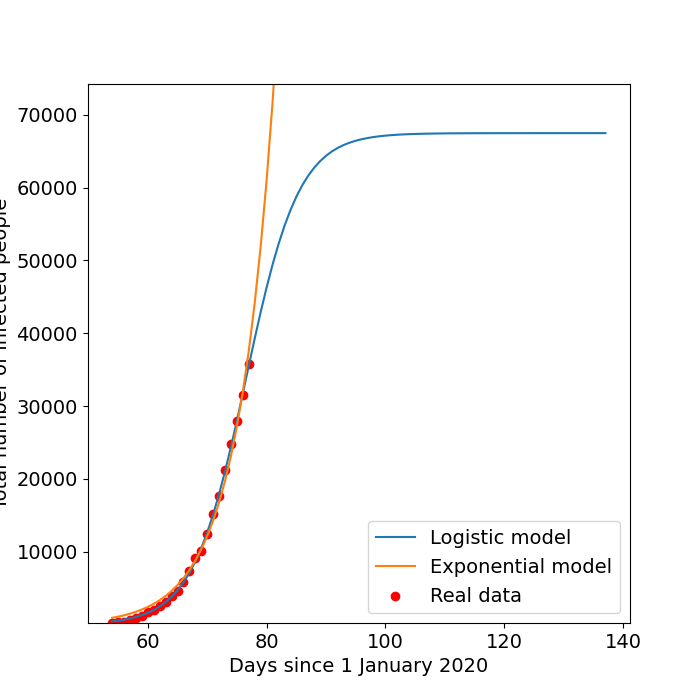 70000
60000
50000
40000
30000
20000
10000
Total number of infected people
60 80 100 120 140
Days since 1 January 2020
Logistic model
Exponential model
Real data